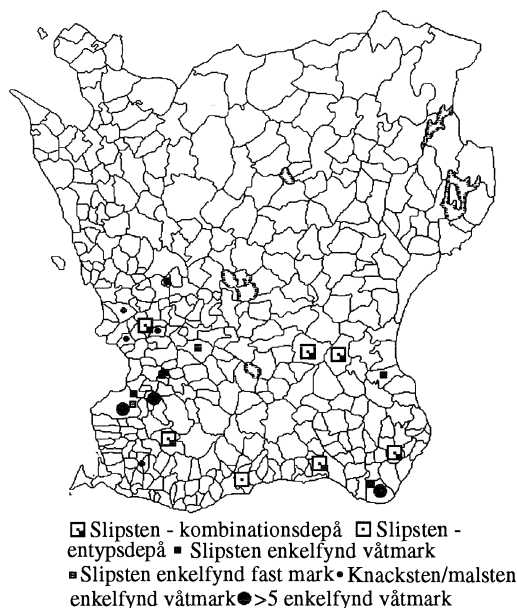 Slipsten - kombinationsdepå Slipsten -
entypsdepå Slipsten enkelfynd våtmark
Slipsten enkelfynd fast mark Knacksten/malsten
enkelfynd våtmark >5 enkelfynd våtmark